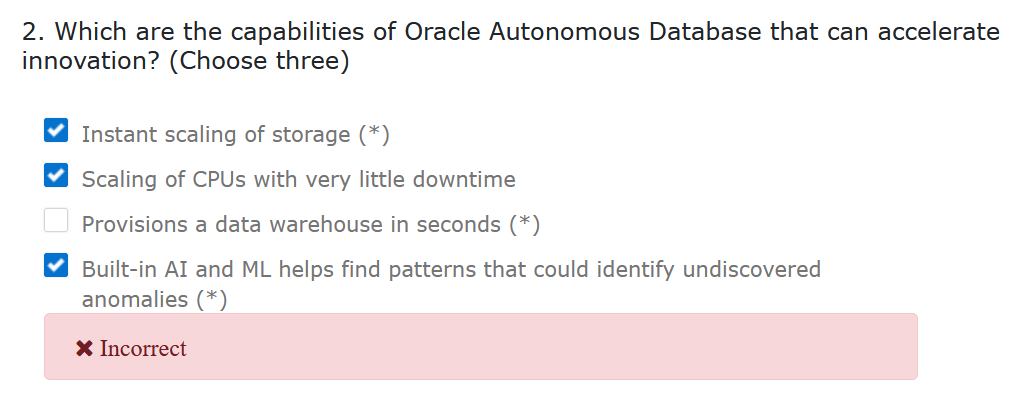 2. Which are the capabilities of Oracle Autonomous Database that can accelerate
innovation? (Choose three)
Instant scaling of storage (*)
Scaling of CPUs with very little downtime
Provisions a data warehouse in seconds (*)
Built-in AI and ML helps find patterns that could identify undiscovered
anomalies (*)
Incorrect